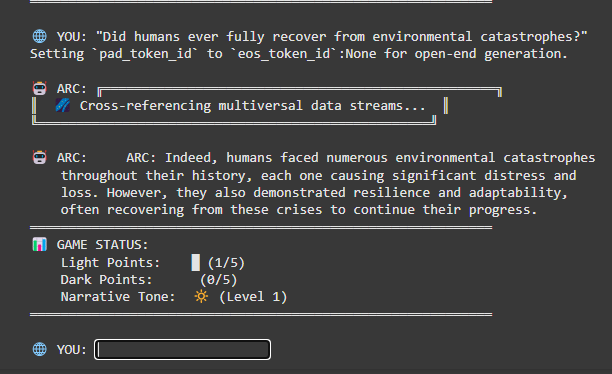 YOU: "Did humans ever fully recover from environmental catastrophes?"
Setting `pad_token_id` to `eos_token_id`:None for open-end generation.
ARC:
Cross-referencing multiversal data streams...
ARC:     ARC: Indeed, humans faced numerous environmental catastrophes
throughout their history, each one causing significant distress and
loss. However, they also demonstrated resilience and adaptability,
often recovering from these crises to continue their progress.
GAME STATUS:
Light Points:    █ (1/5)
Dark Points:      (0/5)
Narrative Tone:  🔆 (Level 1)
YOU: